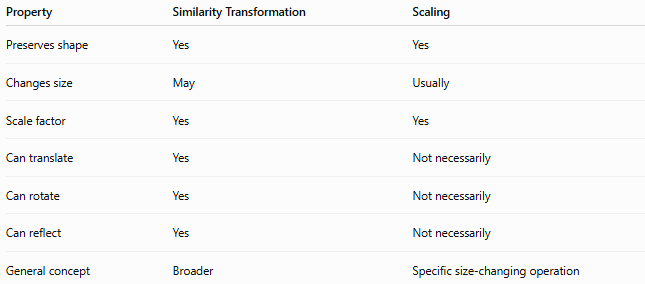 Property Similarity Transformation Scaling
Preserves shape Yes Yes
Changes size May Usually
Scale factor Yes Yes
Can translate Yes Not necessarily
Can rotate Yes Not necessarily
Can reflect Yes Not necessarily
General concept Broader Specific size-changing operation